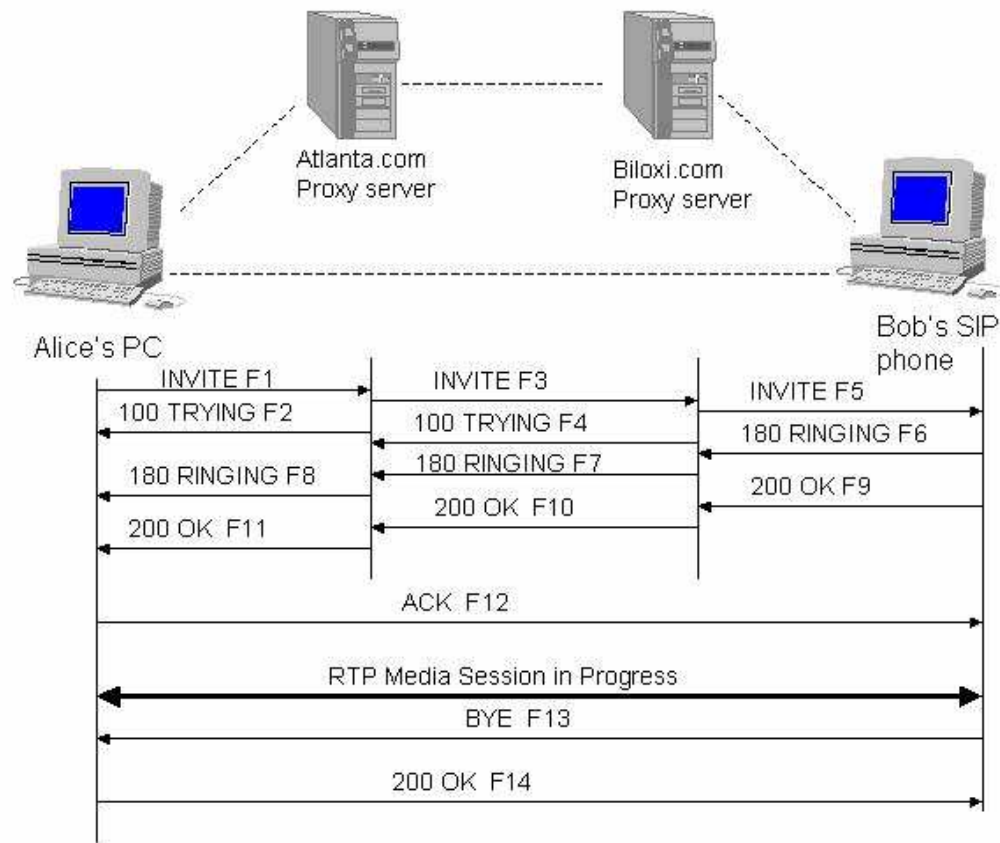 Atlanta.com
Proxy server
Biloxi.com
Proxy server
Alice's PC
Bob's SIP
phone
INVITE F1
INVITE F3
INVITE F5
100 TRYING F2
100 TRYING F4
180 RINGING F6
180 RINGING F8
180 RINGING F7
200 OK F9
200 OK F10
200 OK F11
ACK F12
RTP Media Session in Progress
BYE F13
200 OK F14